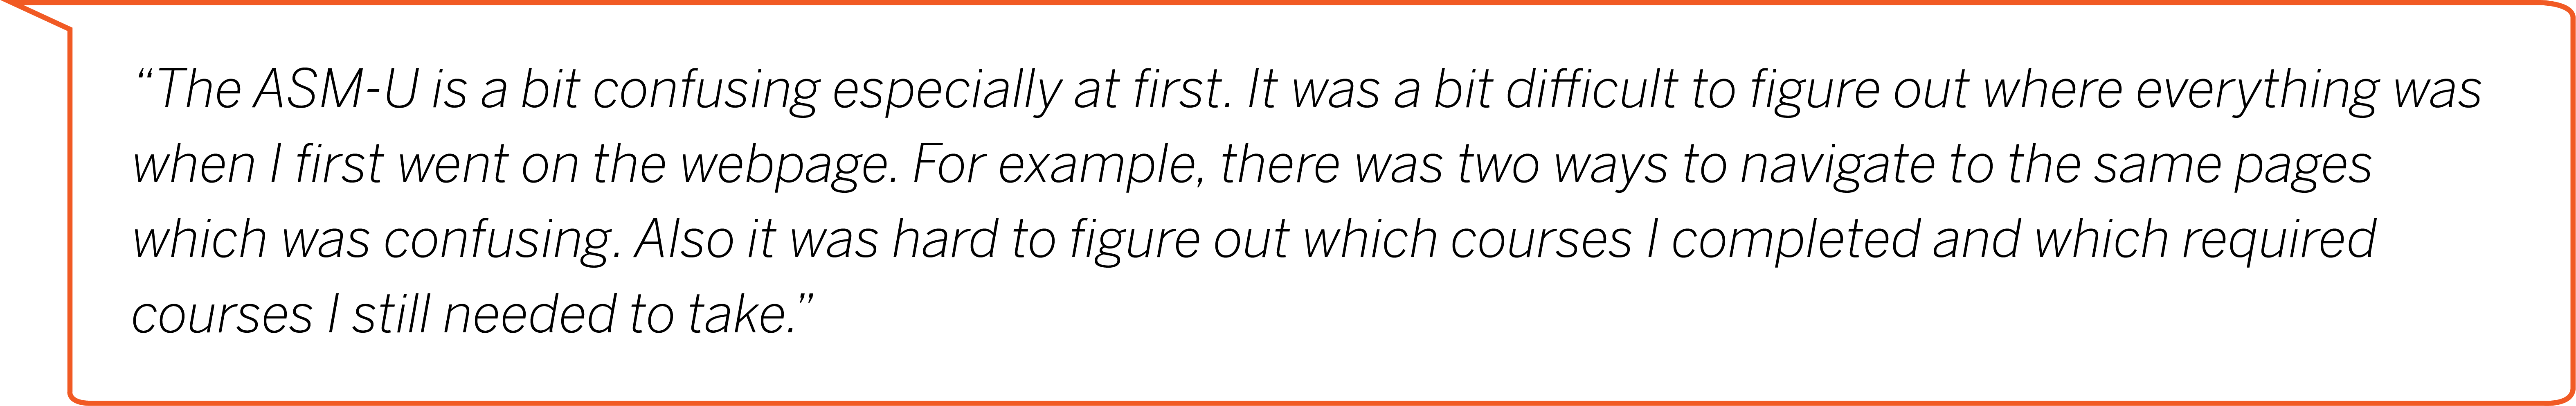 “The ASM-U is a bit confusing especially at first. It was a bit difficult to figure out where everything was
when I first went on the webpage. For example, there was two ways to navigate to the same pages
which was confusing. Also it was hard to figure out which courses I completed and which required
courses I still needed to take.”